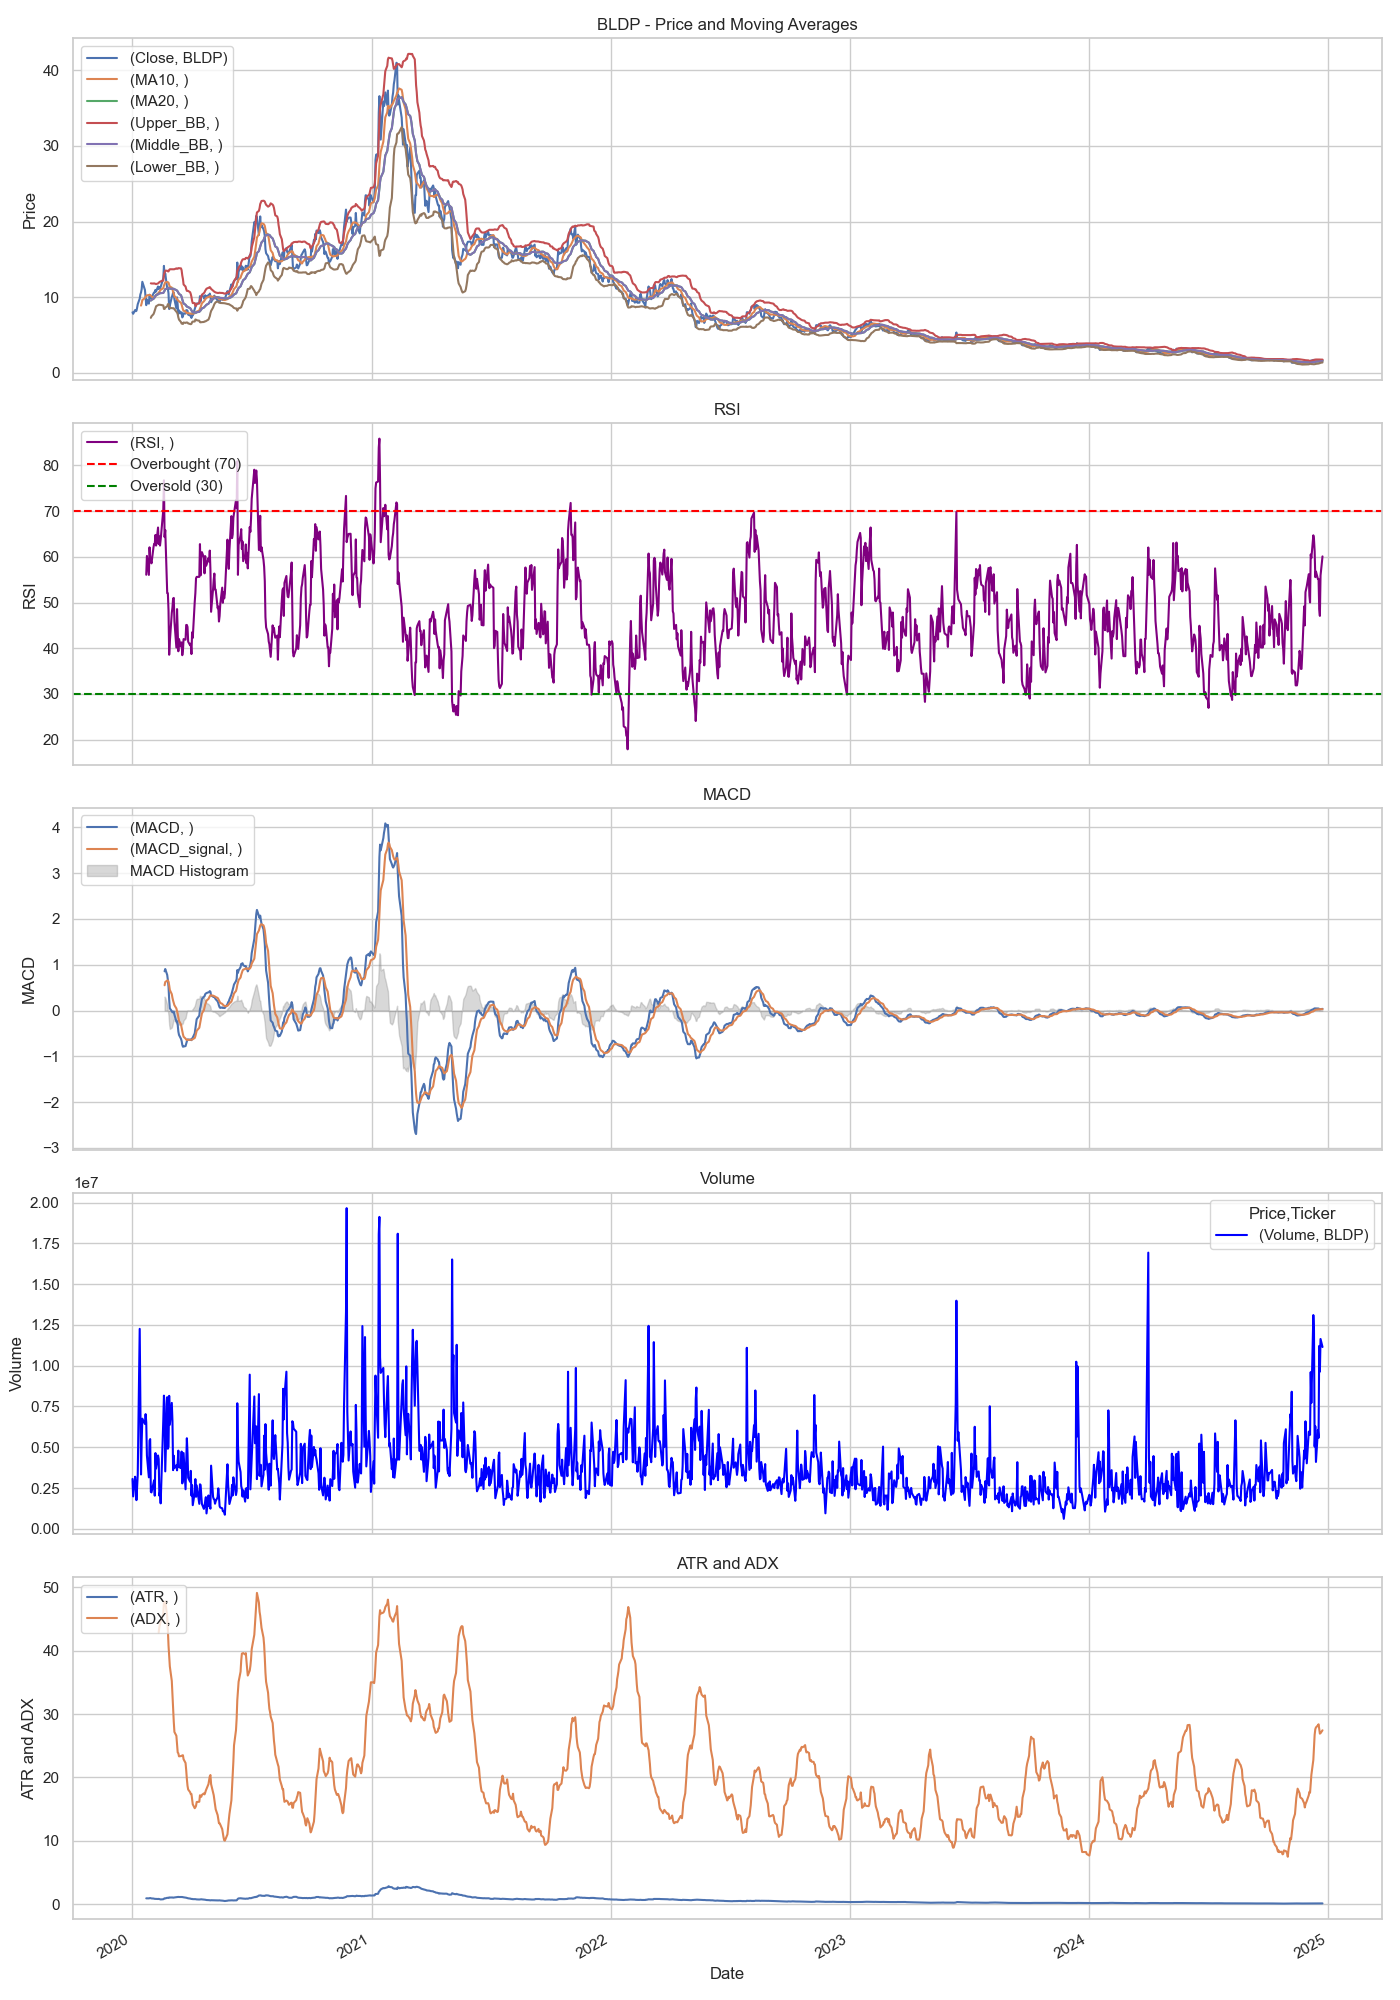 BLDP - Price and Moving Averages
(Close, BLDP)
(MA10, )
(MA20, )
(Upper_BB, )
(Middle_BB, )
(Lower_BB, )
Price
40
30
20
10
0
RSI
(RSI, )
Overbought (70)
Oversold (30)
RSI
80
70
60
50
40
30
20
MACD
(MACD, )
(MACD_signal, )
MACD Histogram
MACD
4
3
2
1
0
−1
−2
−3
Volume
1e7
Price,Ticker
(Volume, BLDP)
Volume
2.00
1.75
1.50
1.25
1.00
0.75
0.50
0.25
0.00
ATR and ADX
(ATR, )
(ADX, )
ATR and ADX
50
40
30
20
10
0
2020
2021
2022
2023
2024
2025
Date